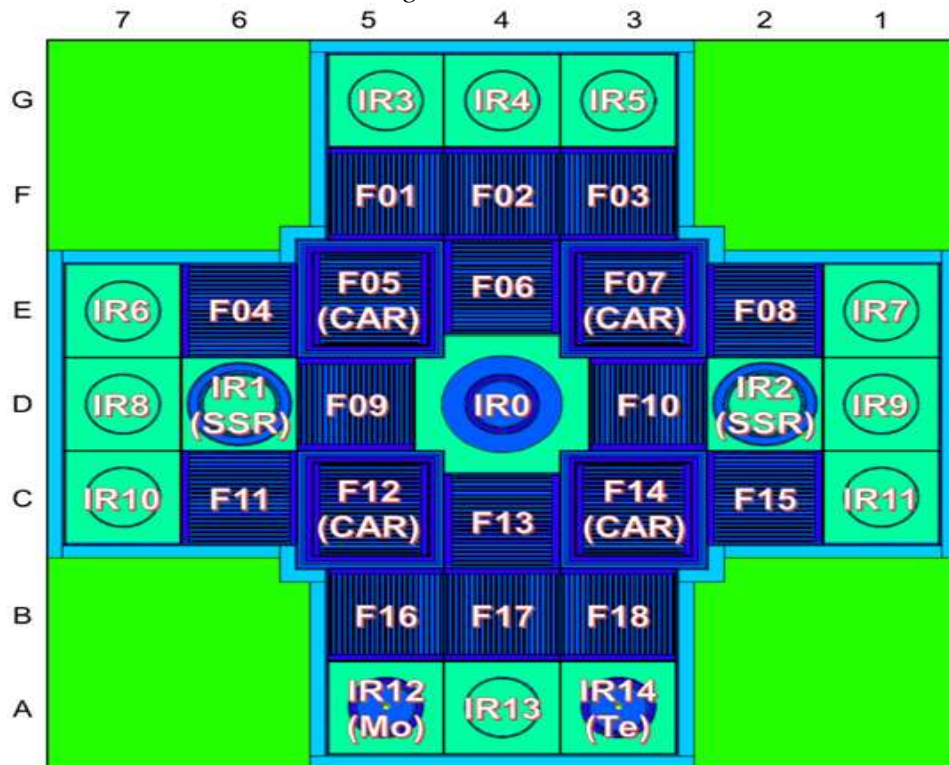 7 6 5 4 3 2 1
G IR3 IR4 IR5
F F01 F02 F03
E IR6 F04 F05 (CAR) F06 F07 (CAR) F08 IR7
D IR8 IR1 (SSR) F09 IR0 F10 IR2 (SSR) IR9
C IR10 F11 F12 (CAR) F13 F14 (CAR) F15 IR11
B F16 F17 F18
A IR12 (Mo) IR13 IR14 (Te)